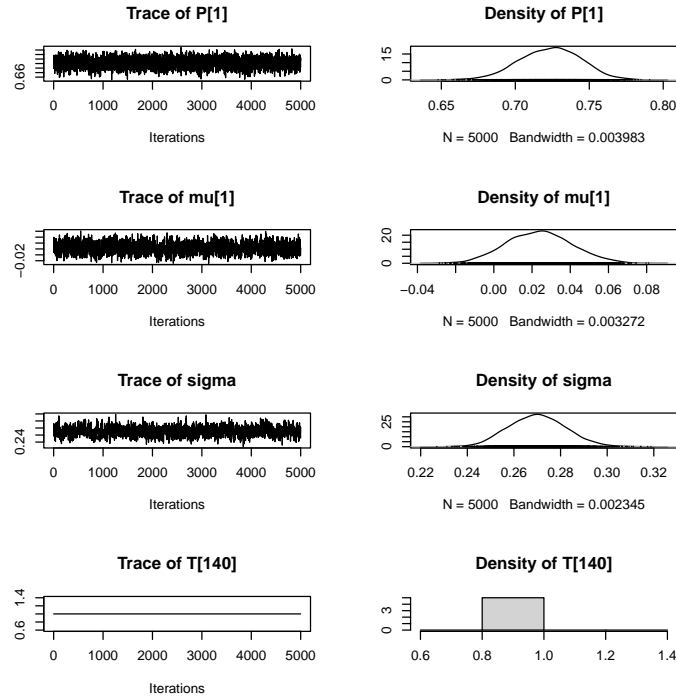 Trace of P[1]
0.66
0 1000 2000 3000 4000 5000
Iterations
Density of P[1]
0 15
0.65 0.70 0.75 0.80
N = 5000 Bandwidth = 0.003983
Trace of mu[1]
−0.02
0 1000 2000 3000 4000 5000
Iterations
Density of mu[1]
0 20
−0.04 0.00 0.02 0.04 0.06 0.08
N = 5000 Bandwidth = 0.003272
Trace of sigma
0.24
0 1000 2000 3000 4000 5000
Iterations
Density of sigma
0 25
0.22 0.24 0.26 0.28 0.30 0.32
N = 5000 Bandwidth = 0.002345
Trace of T[140]
0.6 1.4
0 1000 2000 3000 4000 5000
Iterations
Density of T[140]
0 3
0.6 0.8 1.0 1.2 1.4